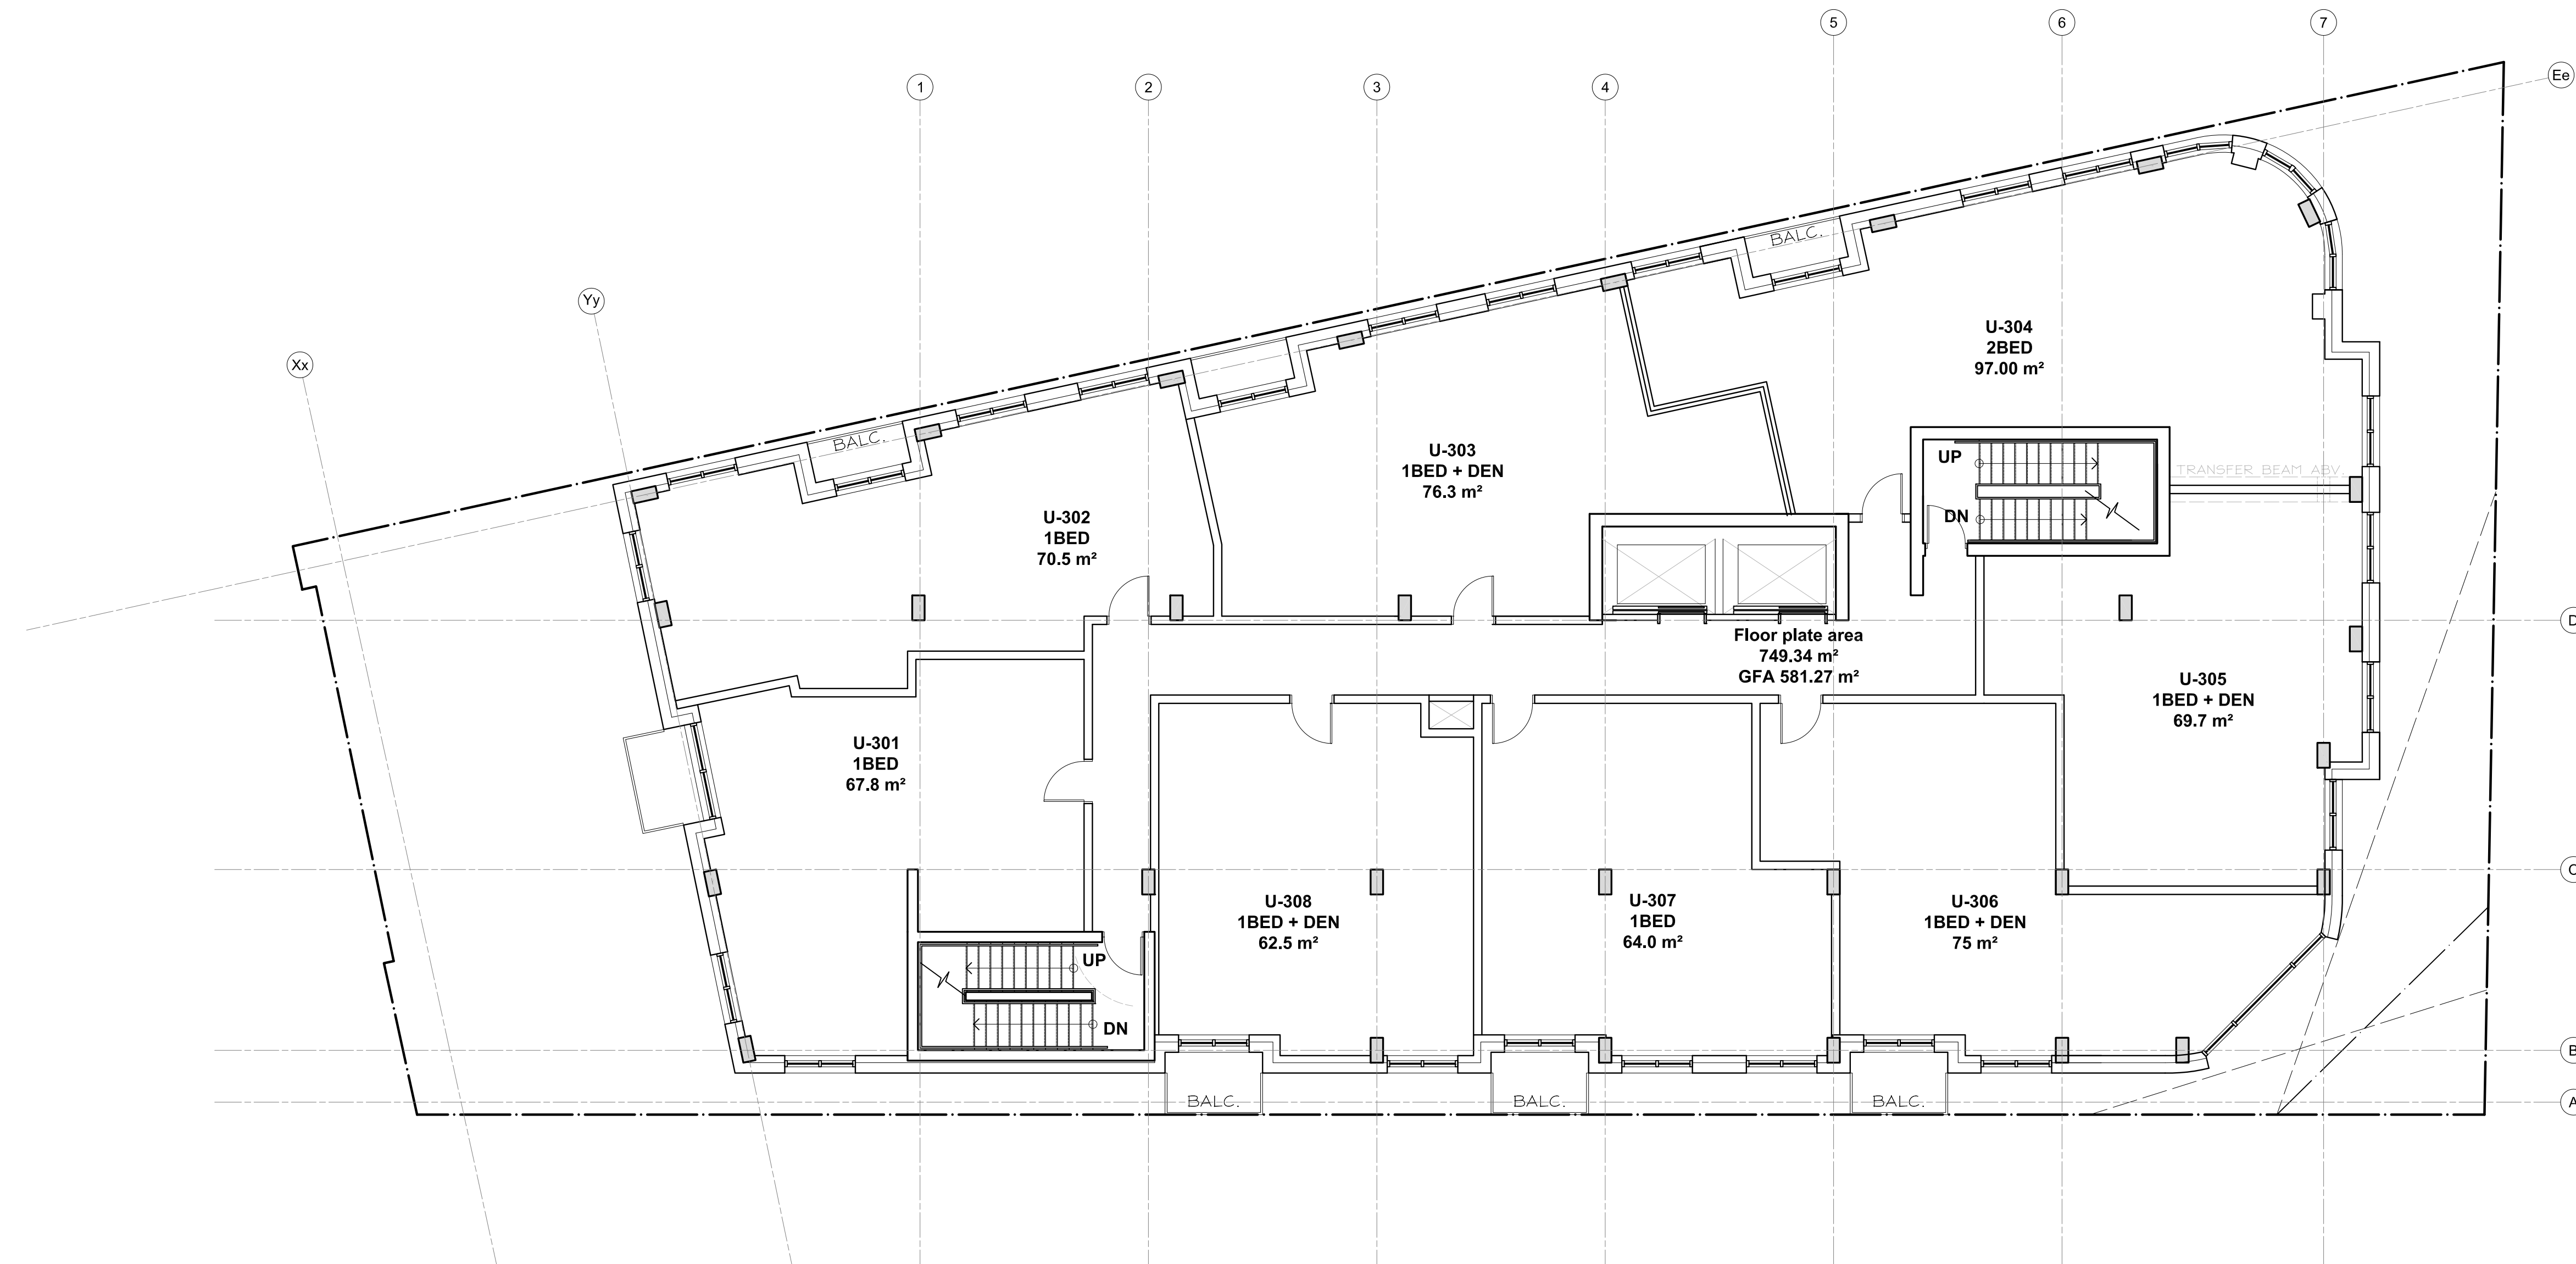 5
6
7
Ee
1
2
3
4
BALC.
Yy
U-304
2BED
97.00 m²
Xx
BALC.
U-303
1BED + DEN
76.3 m²
UP
TRANSFER BEAM ABV.
DN
U-302
1BED
70.5 m²
D
Floor plate area
749.34 m²
GFA 581.27 m²
U-305
1BED + DEN
69.7 m²
U-301
1BED
67.8 m²
C
U-308
1BED + DEN
62.5 m²
U-307
1BED
64.0 m²
U-306
1BED + DEN
75 m²
UP
DN
B
BALC.
BALC.
BALC.
A